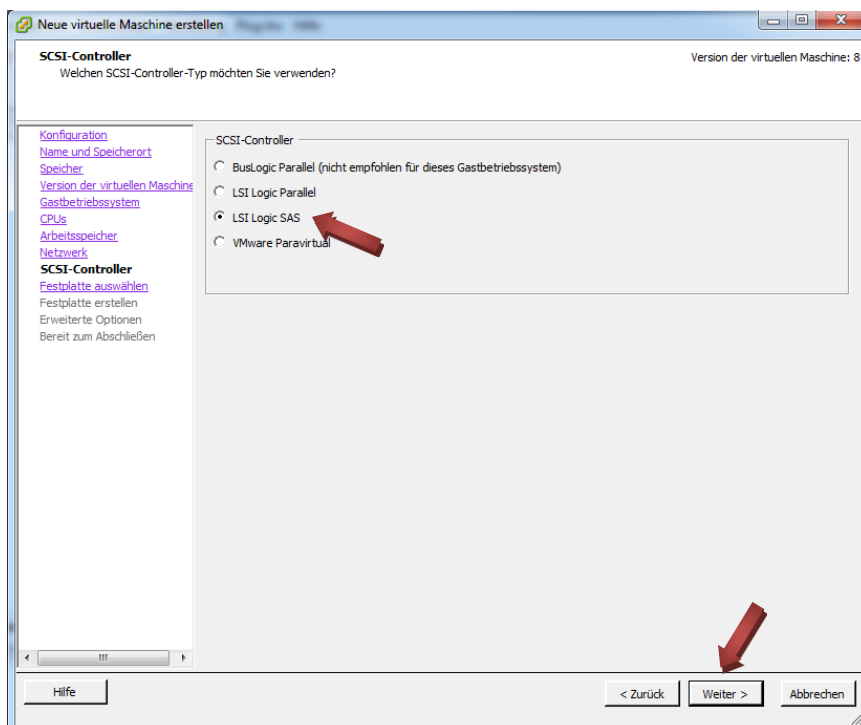 Neue virtuelle Maschine erstellen
SCSI-Controller
Welchen SCSI-Controller-Typ möchten Sie verwenden?
Version der virtuellen Maschine: 8
Konfiguration
Name und Speicherort
Speicher
Version der virtuellen Maschine
Gastbetriebssystem
CPUs
Arbeitsspeicher
Netzwerk
SCSI-Controller
Festplatte auswählen
Festplatte erstellen
Erweiterte Optionen
Bereit zum Abschließen
SCSI-Controller
BusLogic Parallel (nicht empfohlen für dieses Gastbetriebssystem)
LSI Logic Parallel
LSI Logic SAS
VMware Paravirtual
Hilfe
< Zurück
Weiter >
Abbrechen